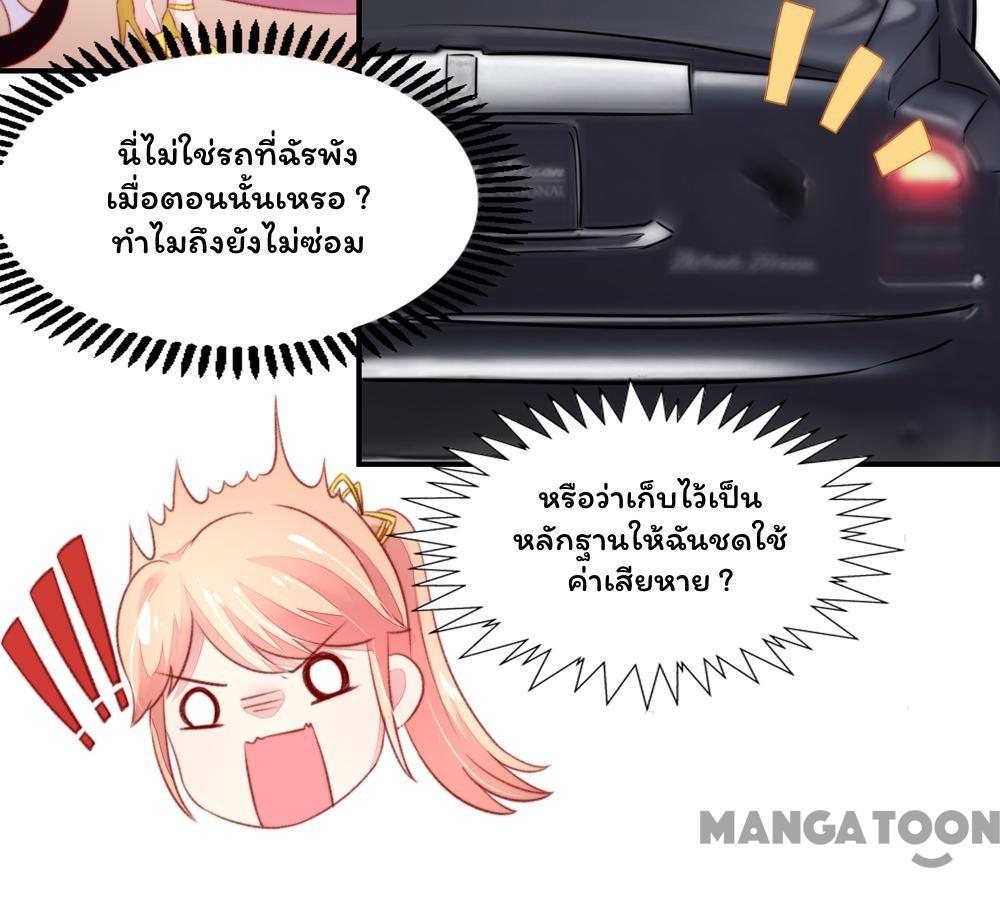 นี่ไม่ใช่รถที่ฉัรพัง
เมื่อตอนนั้นเหรอ ?
ทำไมถึงยังไม่ซ่อม
หรือว่าเก็บไว้เป็น
หลักฐานให้ฉันชดใช้
ค่าเสียหาย ?
MANGATOON